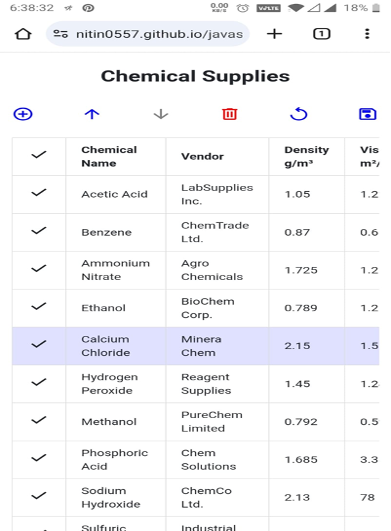 6:38:32
0.00
KB/S
VoLTE
18%
nitin0557.github.io/javas
1
Chemical Supplies
Chemical Name Vendor Density g/m³ Vis m²/
Acetic Acid LabSupplies Inc. 1.05 1.2
Benzene ChemTrade Ltd. 0.87 0.6
Ammonium Nitrate Agro Chemicals 1.725 1.2
Ethanol BioChem Corp. 0.789 1.2
Calcium Chloride Minera Chem 2.15 1.5
Hydrogen Peroxide Reagent Supplies 1.45 1.2
Methanol PureChem Limited 0.792 0.5
Phosphoric Acid Chem Solutions 1.685 3.3
Sodium Hydroxide ChemCo Ltd. 2.13 78
Sulfuric Industrial